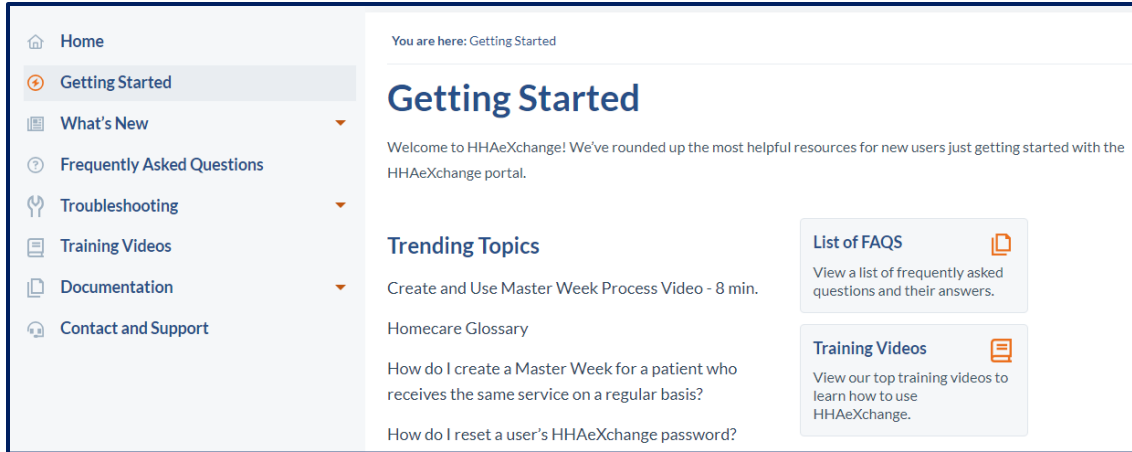 Home
Getting Started
What's New
Frequently Asked Questions
Troubleshooting
Training Videos
Documentation
Contact and Support
You are here: Getting Started
Getting Started
Welcome to HHAeXchange! We've rounded up the most helpful resources for new users just getting started with the
HHAeXchange portal.
Trending Topics
Create and Use Master Week Process Video - 8 min.
Homecare Glossary
How do I create a Master Week for a patient who
receives the same service on a regular basis?
How do I reset a user's HHAeXchange password?
List of FAQS
View a list of frequently asked
questions and their answers.
Training Videos
View our top training videos to
learn how to use
HHAeXchange.